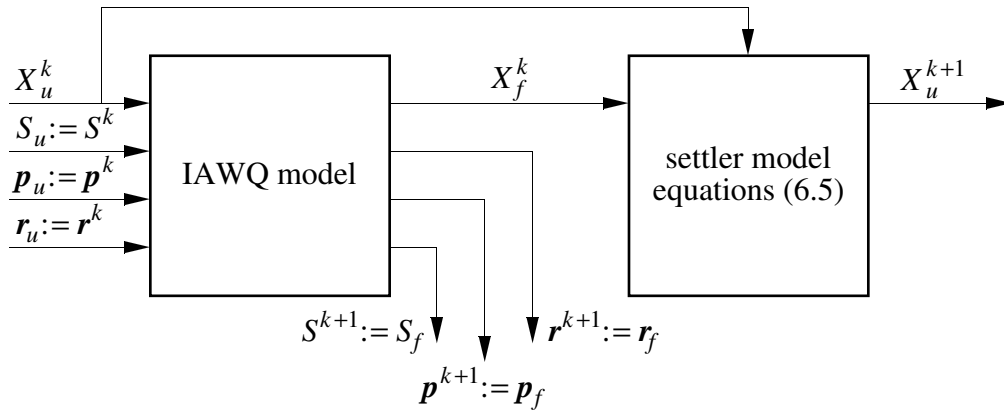 X_u^k
X_f^k
X_u^{k+1}
S_u := S^k
p_u := p^k
r_u := r^k
IAWQ model
settler model
equations (6.5)
S^{k+1} := S_f
r^{k+1} := r_f
p^{k+1} := p_f